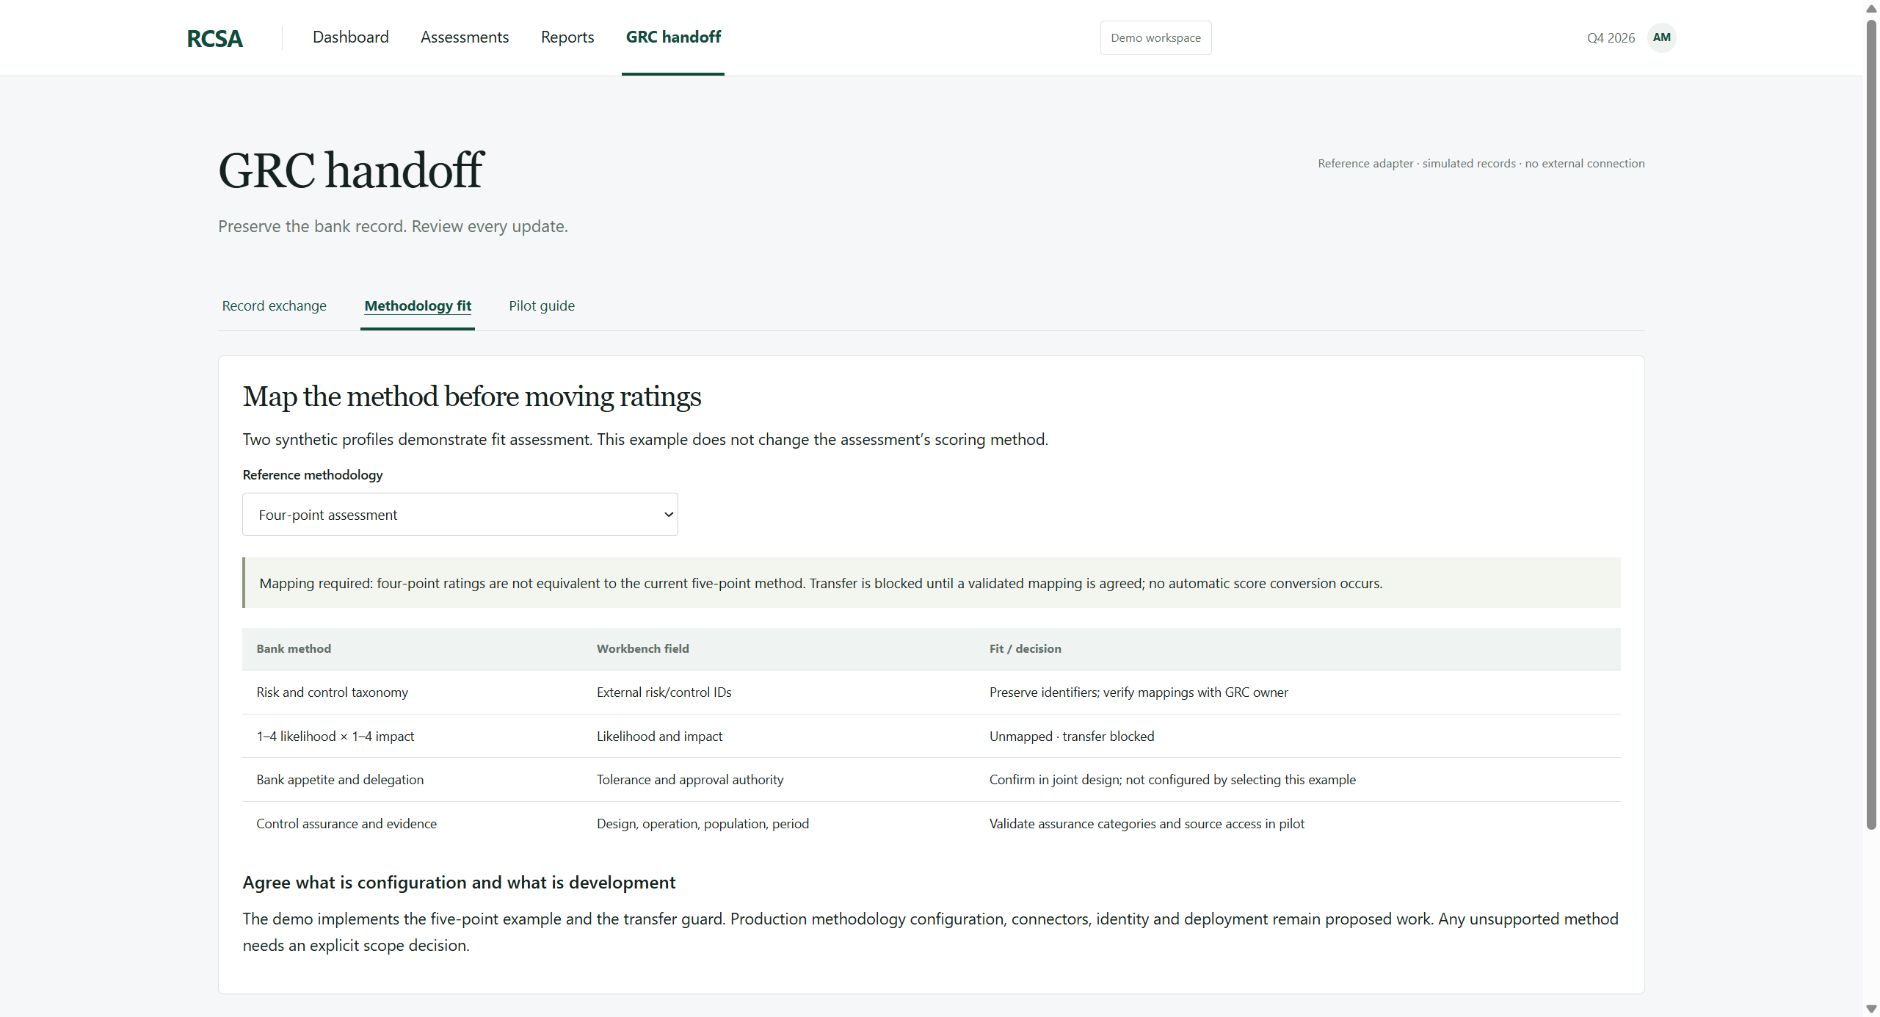 RCSA
Dashboard
Assessments
Reports
GRC handoff
Demo workspace
Q4 2026
AM
GRC handoff
Reference adapter · simulated records · no external connection
Preserve the bank record. Review every update.
Record exchange
Methodology fit
Pilot guide
Map the method before moving ratings
Two synthetic profiles demonstrate fit assessment. This example does not change the assessment’s scoring method.
Reference methodology
Four-point assessment
Mapping required: four-point ratings are not equivalent to the current five-point method. Transfer is blocked until a validated mapping is agreed; no automatic score conversion occurs.
Bank method Workbench field Fit / decision
Risk and control taxonomy External risk/control IDs Preserve identifiers; verify mappings with GRC owner
1–4 likelihood × 1–4 impact Likelihood and impact Unmapped · transfer blocked
Bank appetite and delegation Tolerance and approval authority Confirm in joint design; not configured by selecting this example
Control assurance and evidence Design, operation, population, period Validate assurance categories and source access in pilot
Agree what is configuration and what is development
The demo implements the five-point example and the transfer guard. Production methodology configuration, connectors, identity and deployment remain proposed work. Any unsupported method
needs an explicit scope decision.